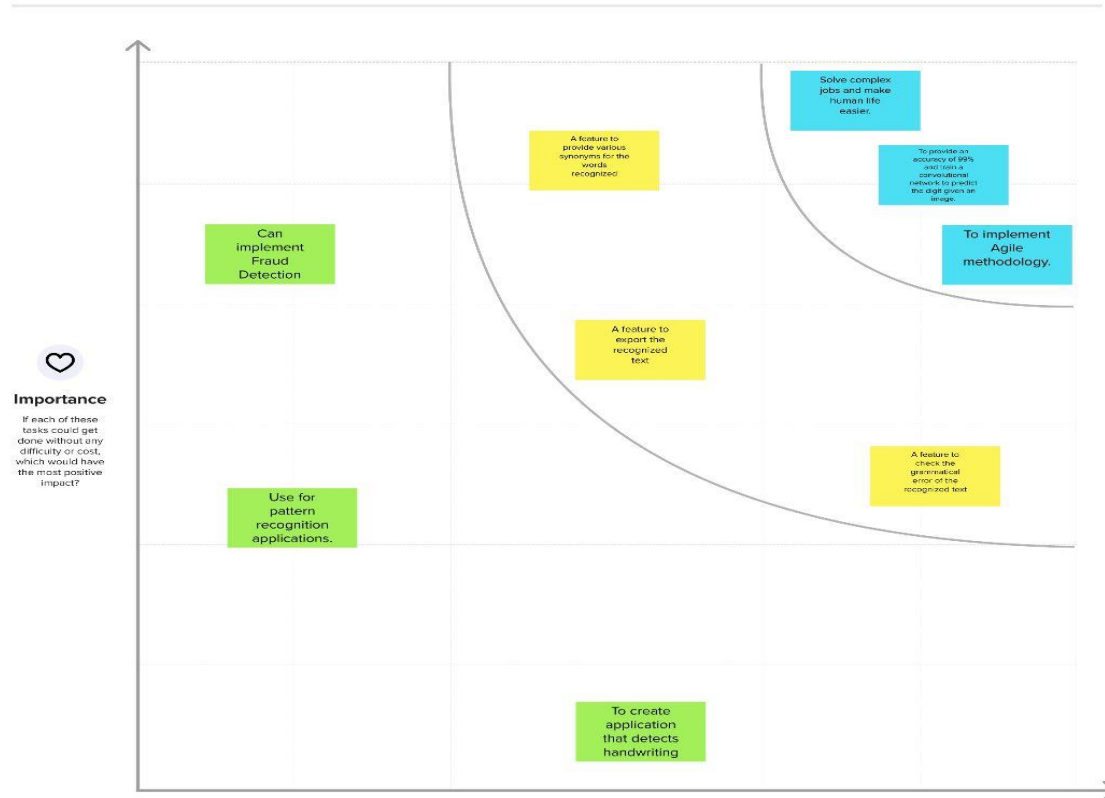 Solve complex
jobs and make
human life
easier.
A feature to
provide various
synonyms for the
words
recognized
To provide an
accuracy of 99%
and train a
convolutional
network to predict
the digit given an
image.
Can
implement
Fraud
Detection
To implement
Agile
methodology.
A feature to
export the
recognized
text
Importance
If each of these
tasks could get
done without any
difficulty or cost,
which would have
the most positive
impact?
A feature to
check the
grammatical
error of the
recognized text
Use for
pattern
recognition
applications.
To create
application
that detects
handwriting